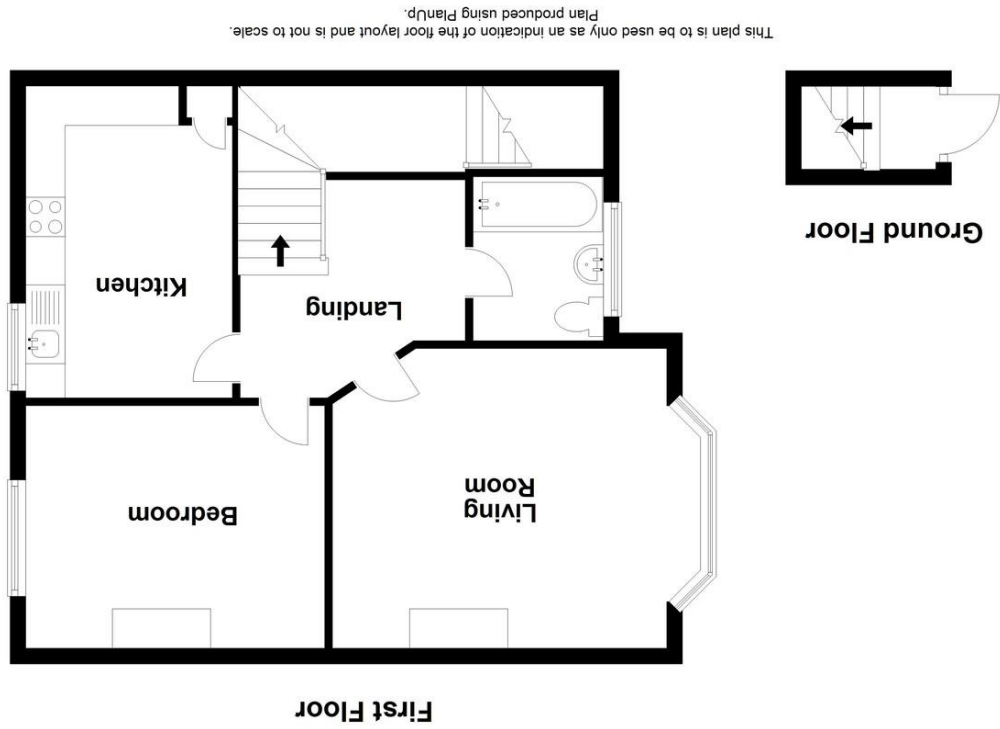 First Floor
Bedroom
Living
Room
Kitchen
Landing
Ground Floor
This plan is to be used only as an indication of the floor layout and is not to scale.
Plan produced using PlanUp.